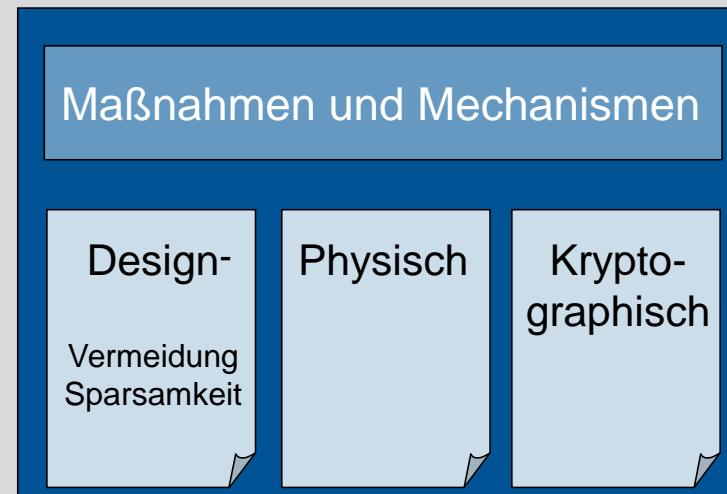 Maßnahmen und Mechanismen
Design-
Vermeidung
Sparsamkeit
Physisch
Krypto-
graphisch